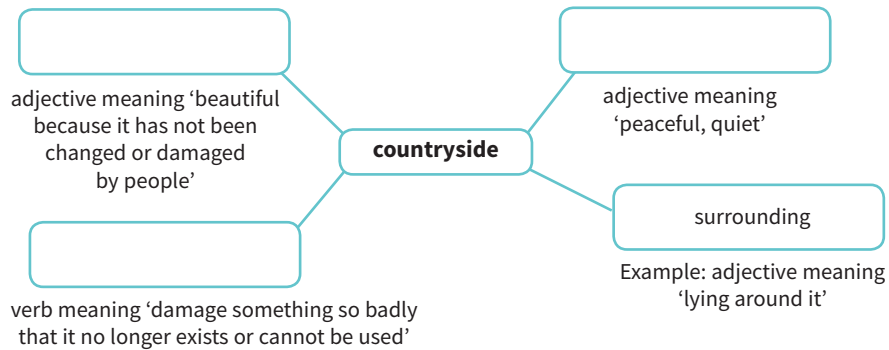 adjective meaning ‘beautiful
because it has not been
changed or damaged
by people’
adjective meaning
‘peaceful, quiet’
countryside
verb meaning ‘damage something so badly
that it no longer exists or cannot be used’
surrounding
Example: adjective meaning
‘lying around it’